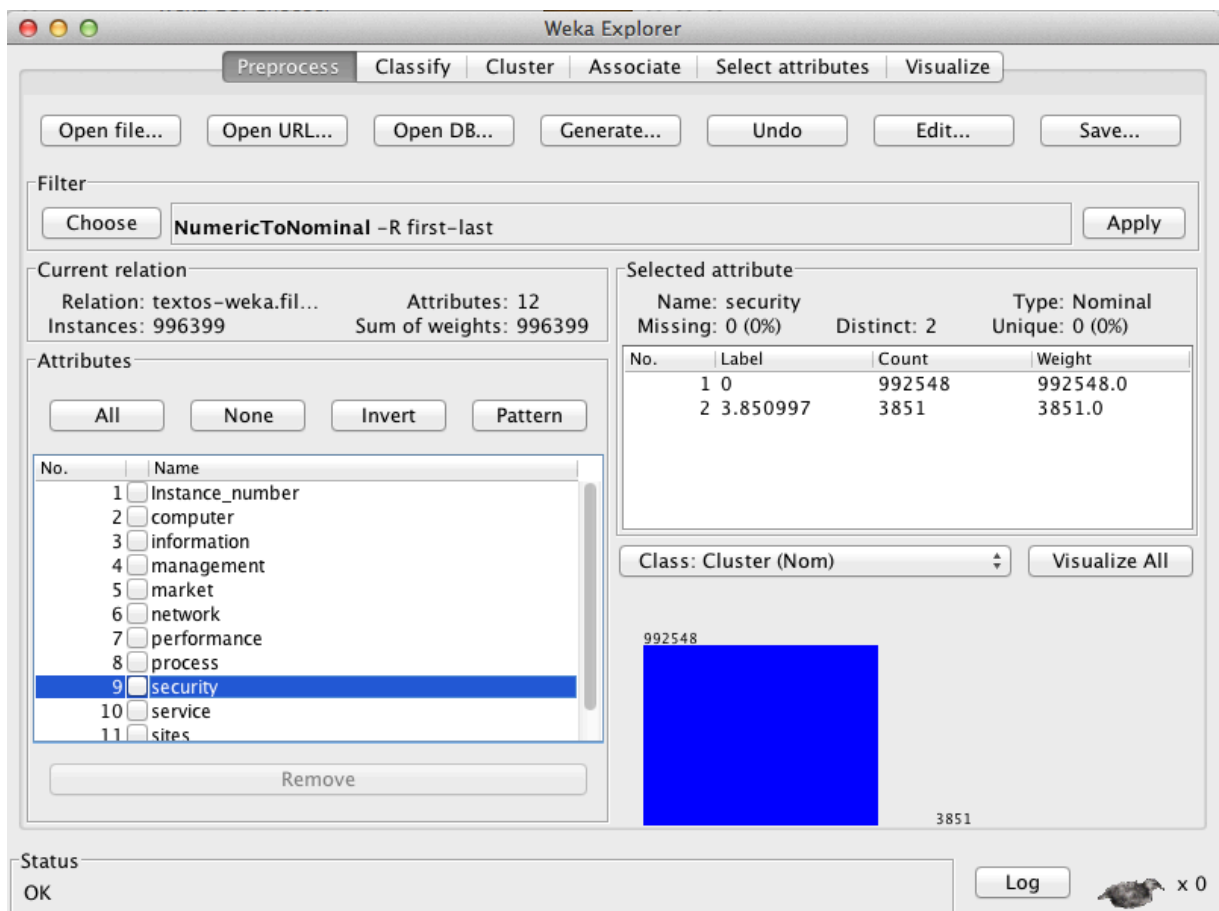 Weka Explorer
Preprocess Classify Cluster Associate Select attributes Visualize
Open file... Open URL... Open DB... Generate... Undo Edit... Save...
Filter
Choose NumericToNominal -R first-last Apply
Current relation
Relation: textos-weka.fil... Attributes: 12
Instances: 996399 Sum of weights: 996399
Attributes
All None Invert Pattern
No. Name
1 Instance_number
2 computer
3 information
4 management
5 market
6 network
7 performance
8 process
9 security
10 service
11 sites
Remove
Selected attribute
Name: security Type: Nominal
Missing: 0 (0%) Distinct: 2 Unique: 0 (0%)
No. Label Count Weight
1 0 992548 992548.0
2 3.850997 3851 3851.0
Class: Cluster (Nom) Visualize All
992548
3851
Status
OK
Log x 0